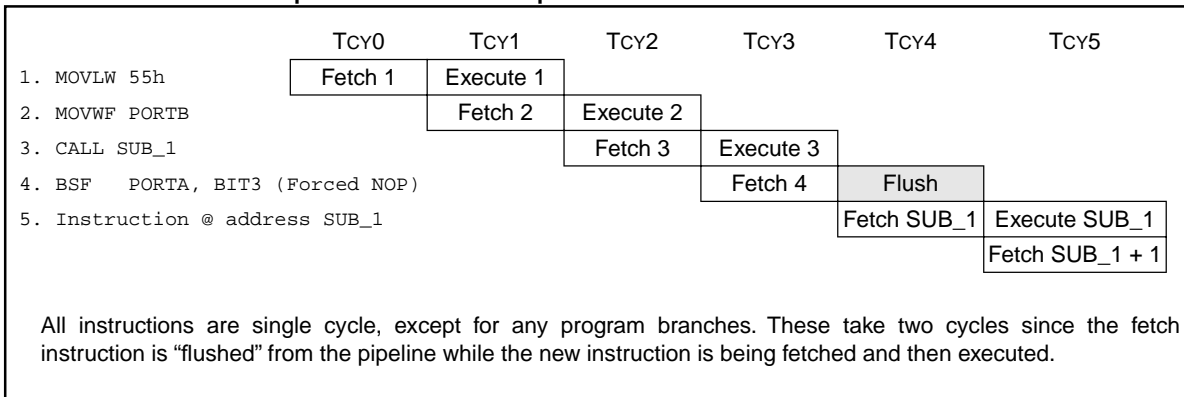 TCY0 TCY1 TCY2 TCY3 TCY4 TCY5
1. MOVLW 55h Fetch 1 Execute 1
2. MOVWF PORTB Fetch 2 Execute 2
3. CALL SUB_1 Fetch 3 Execute 3
4. BSF PORTA, BIT3 (Forced NOP) Fetch 4 Flush
5. Instruction @ address SUB_1 Fetch SUB_1 Execute SUB_1
Fetch SUB_1 + 1
All instructions are single cycle, except for any program branches. These take two cycles since the fetch
instruction is “flushed” from the pipeline while the new instruction is being fetched and then executed.